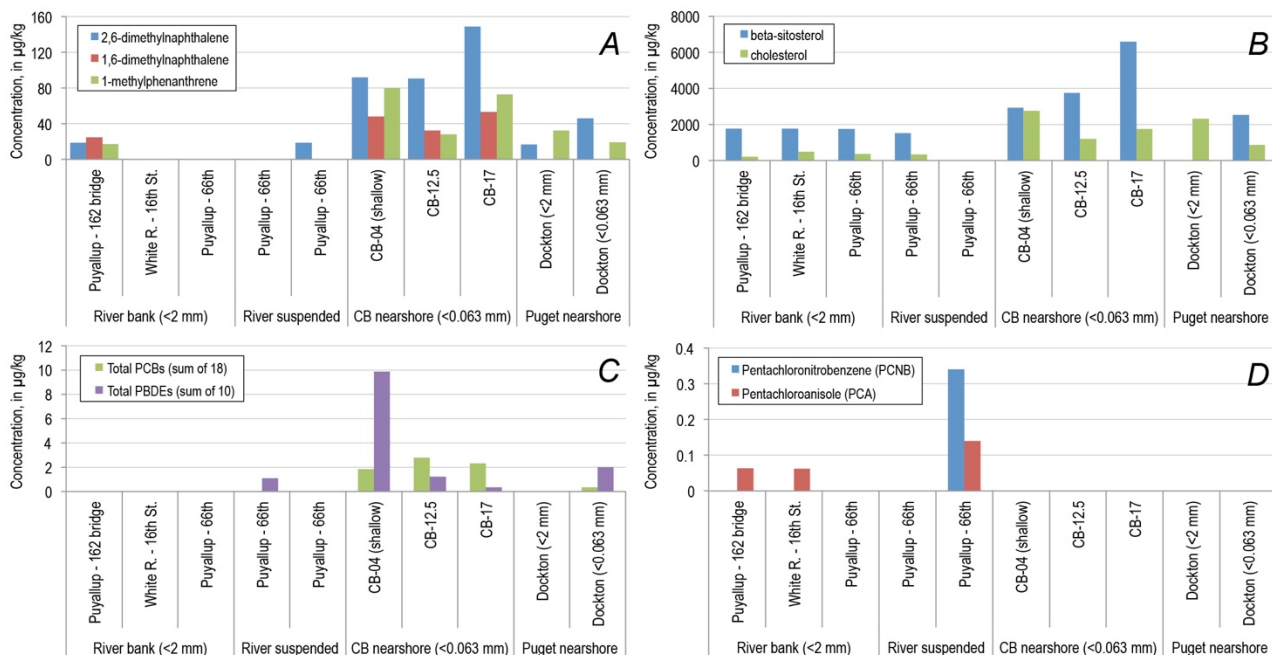 Concentration, in µg/kg
160
120
80
40
0
2,6-dimethylnaphthalene
1,6-dimethylnaphthalene
1-methylphenanthrene
A
Puyallup - 162 bridge
White R. - 16th St.
Puyallup - 66th
Puyallup - 66th
Puyallup - 66th
CB-04 (shallow)
CB-12.5
CB-17
Dockton (<2 mm)
Dockton (<0.063 mm)
River bank (<2 mm)
River suspended
CB nearshore (<0.063 mm)
Puget nearshore
Concentration, in µg/kg
8000
6000
4000
2000
0
beta-sitosterol
cholesterol
B
Puyallup - 162 bridge
White R. - 16th St.
Puyallup - 66th
Puyallup - 66th
Puyallup - 66th
CB-04 (shallow)
CB-12.5
CB-17
Dockton (<2 mm)
Dockton (<0.063 mm)
River bank (<2 mm)
River suspended
CB nearshore (<0.063 mm)
Puget nearshore
Concentration, in µg/kg
12
10
8
6
4
2
0
Total PCBs (sum of 18)
Total PBDEs (sum of 10)
C
Puyallup - 162 bridge
White R. - 16th St.
Puyallup - 66th
Puyallup - 66th
Puyallup - 66th
CB-04 (shallow)
CB-12.5
CB-17
Dockton (<2 mm)
Dockton (<0.063 mm)
River bank (<2 mm)
River suspended
CB nearshore (<0.063 mm)
Puget nearshore
Concentration, in µg/kg
0.4
0.3
0.2
0.1
0
Pentachloronitrobenzene (PCNB)
Pentachloroanisole (PCA)
D
Puyallup - 162 bridge
White R. - 16th St.
Puyallup - 66th
Puyallup - 66th
Puyallup - 66th
CB-04 (shallow)
CB-12.5
CB-17
Dockton (<2 mm)
Dockton (<0.063 mm)
River bank (<2 mm)
River suspended
CB nearshore (<0.063 mm)
Puget nearshore